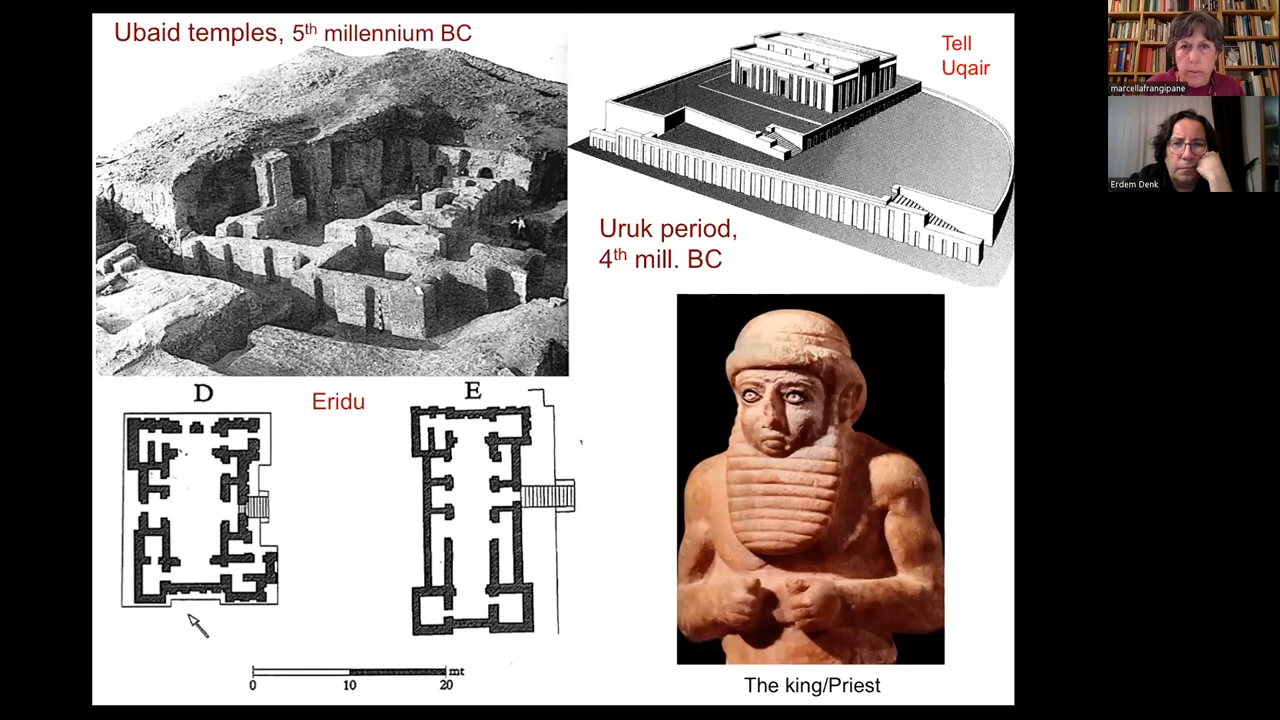 Ubaid temples, 5th millennium BC
Tell
Uqair
Uruk period,
4th mill. BC
D
Eridu
E
mt
0 10 20
The king/Priest
marcellafrangipane
Erdem Denk